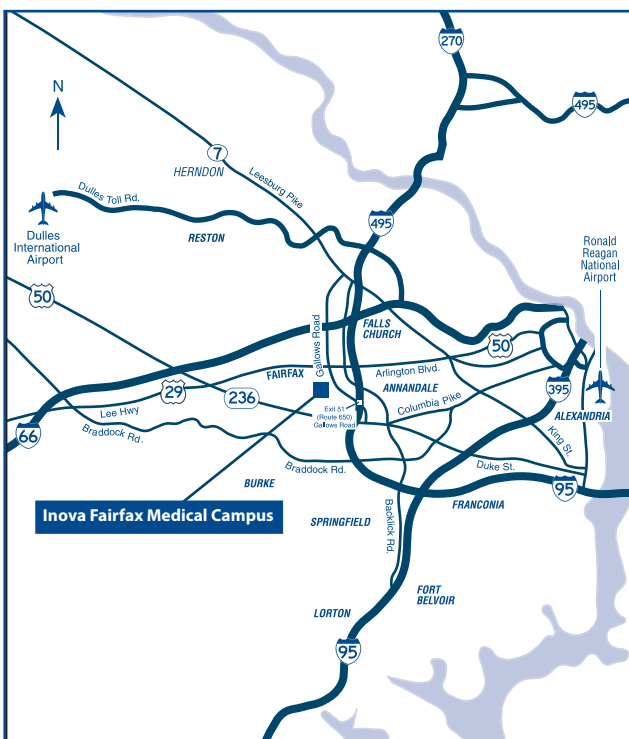 270
495
N
7
HERNDON
Leesburg Pike
Dulles Toll Rd.
495
Dulles
International
Airport
RESTON
Ronald
Reagan
National
Airport
50
FALLS
CHURCH
50
Gallows Road
Arlington Blvd.
FAIRFAX
29
236
ANNANDALE
395
Lee Hwy
Exit 51
(Route 650)
Gallows Road
Columbia Pike
ALEXANDRIA
66
Braddock Rd.
King St.
Braddock Rd.
Duke St.
BURKE
95
Backlick Rd.
FRANCONIA
Inova Fairfax Medical Campus
SPRINGFIELD
FORT
BELVOIR
LORTON
95